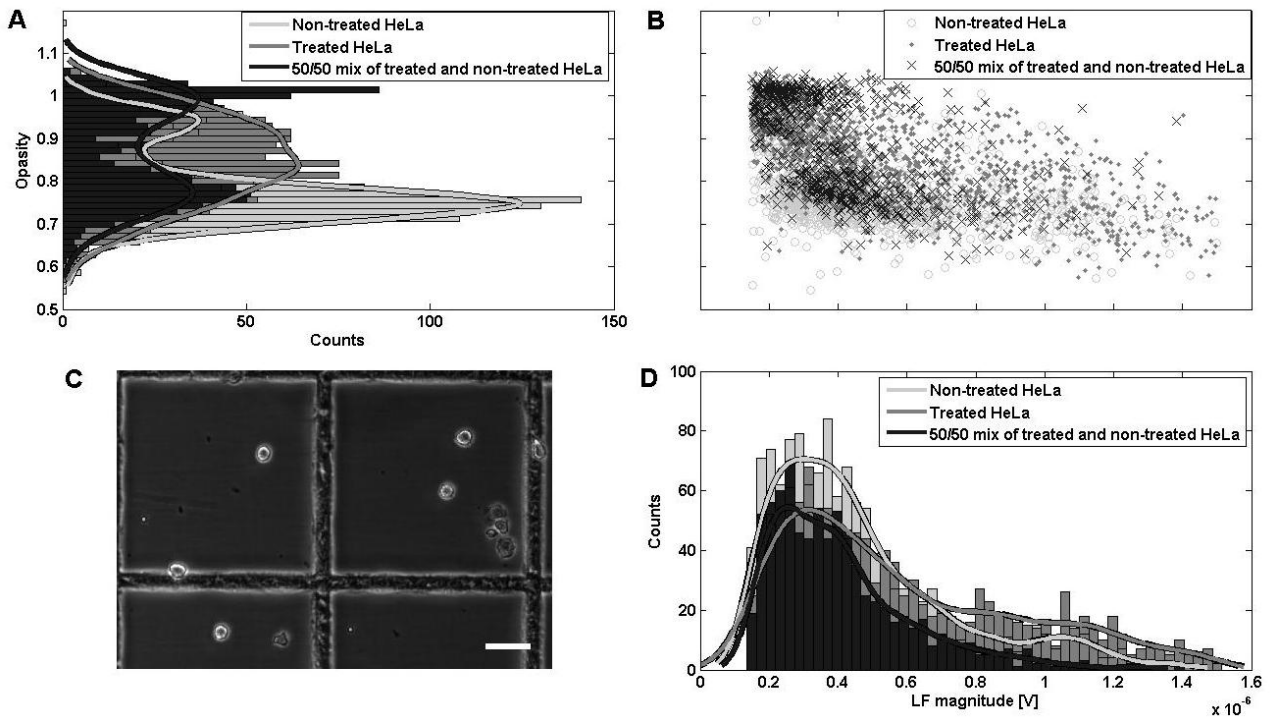 A
Non-treated HeLa
Treated HeLa
50/50 mix of treated and non-treated HeLa
1.1
1
0.9
0.8
0.7
0.6
0.5
Opasity
0
50
100
150
Counts
B
Non-treated HeLa
Treated HeLa
50/50 mix of treated and non-treated HeLa
C
D
Non-treated HeLa
Treated HeLa
50/50 mix of treated and non-treated HeLa
100
80
60
40
20
0
Counts
0
0.2
0.4
0.6
0.8
1
1.2
1.4
1.6
LF magnitude [V]
x 10-6